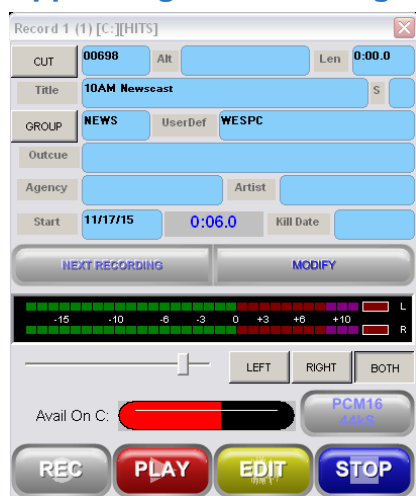 Record 1 (1) [C:][HITS]
CUT 00698 Alt Len 0:00.0
Title 10AM Newscast S
GROUP NEWS UserDef WESPC
Outcue
Agency Artist
Start 11/17/15 0:06.0 Kill Date
NEXT RECORDING MODIFY
L
-15 -10 -6 -3 0 +3 +6 +10
R
LEFT RIGHT BOTH
Avail On C: PCM16
44kS
REC PLAY EDIT STOP